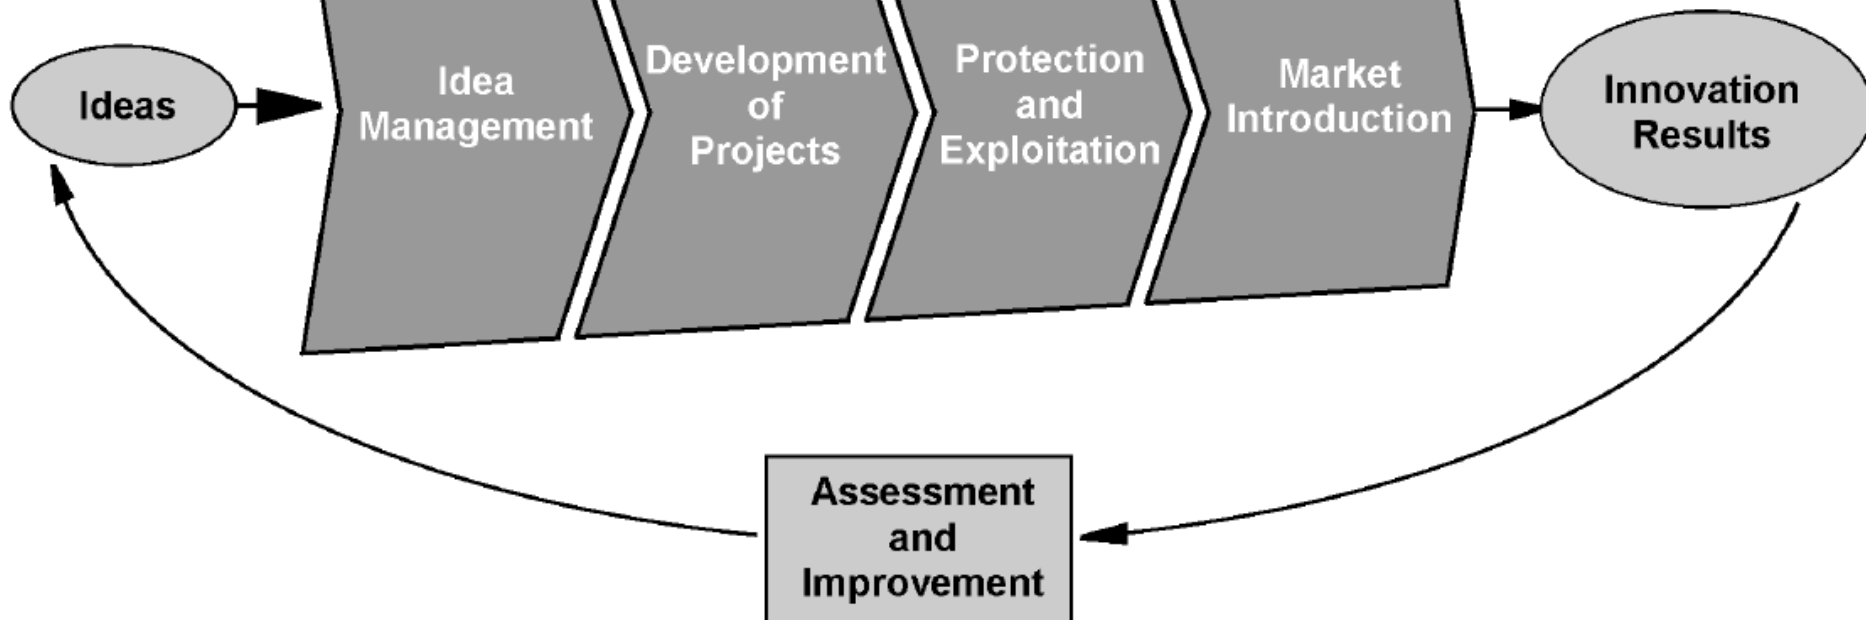 Ideas
Idea
Management
Development
of
Projects
Protection
and
Exploitation
Market
Introduction
Innovation
Results
Assessment
and
Improvement